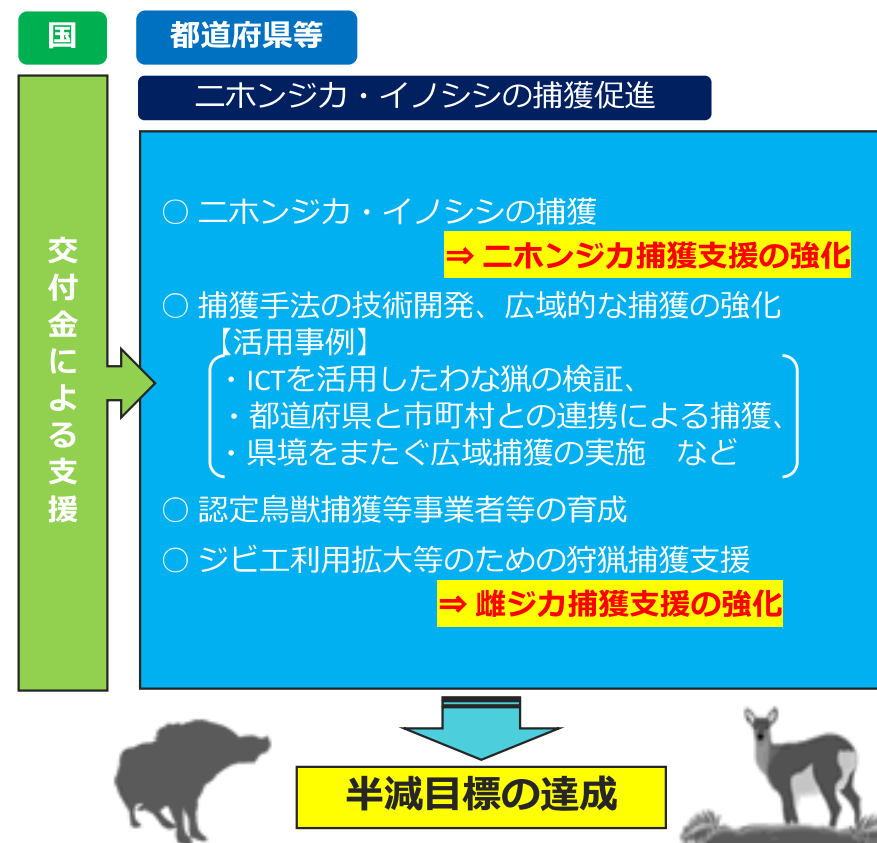 国
都道府県等
ニホンジカ・イノシシの捕獲促進
交付金による支援
○ ニホンジカ・イノシシの捕獲
⇒ ニホンジカ捕獲支援の強化
○ 捕獲手法の技術開発、広域的な捕獲の強化
【活用事例】
・ICTを活用したわな猟の検証、
・都道府県と市町村との連携による捕獲、
・県境をまたぐ広域捕獲の実施　など
○ 認定鳥獣捕獲等事業者等の育成
○ ジビエ利用拡大等のための狩猟捕獲支援
⇒ 雌ジカ捕獲支援の強化
半減目標の達成